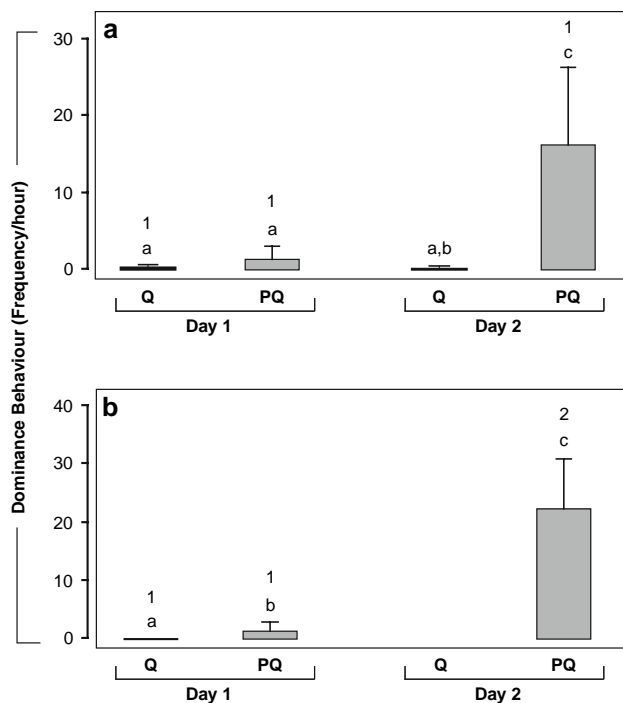 Dominance Behaviour (Frequency/hour)
a
30
20
10
0
1
a
1
a
a,b
1
c
Q
PQ
Q
PQ
Day 1
Day 2
b
40
30
20
10
0
1
a
1
b
2
c
Q
PQ
Q
PQ
Day 1
Day 2